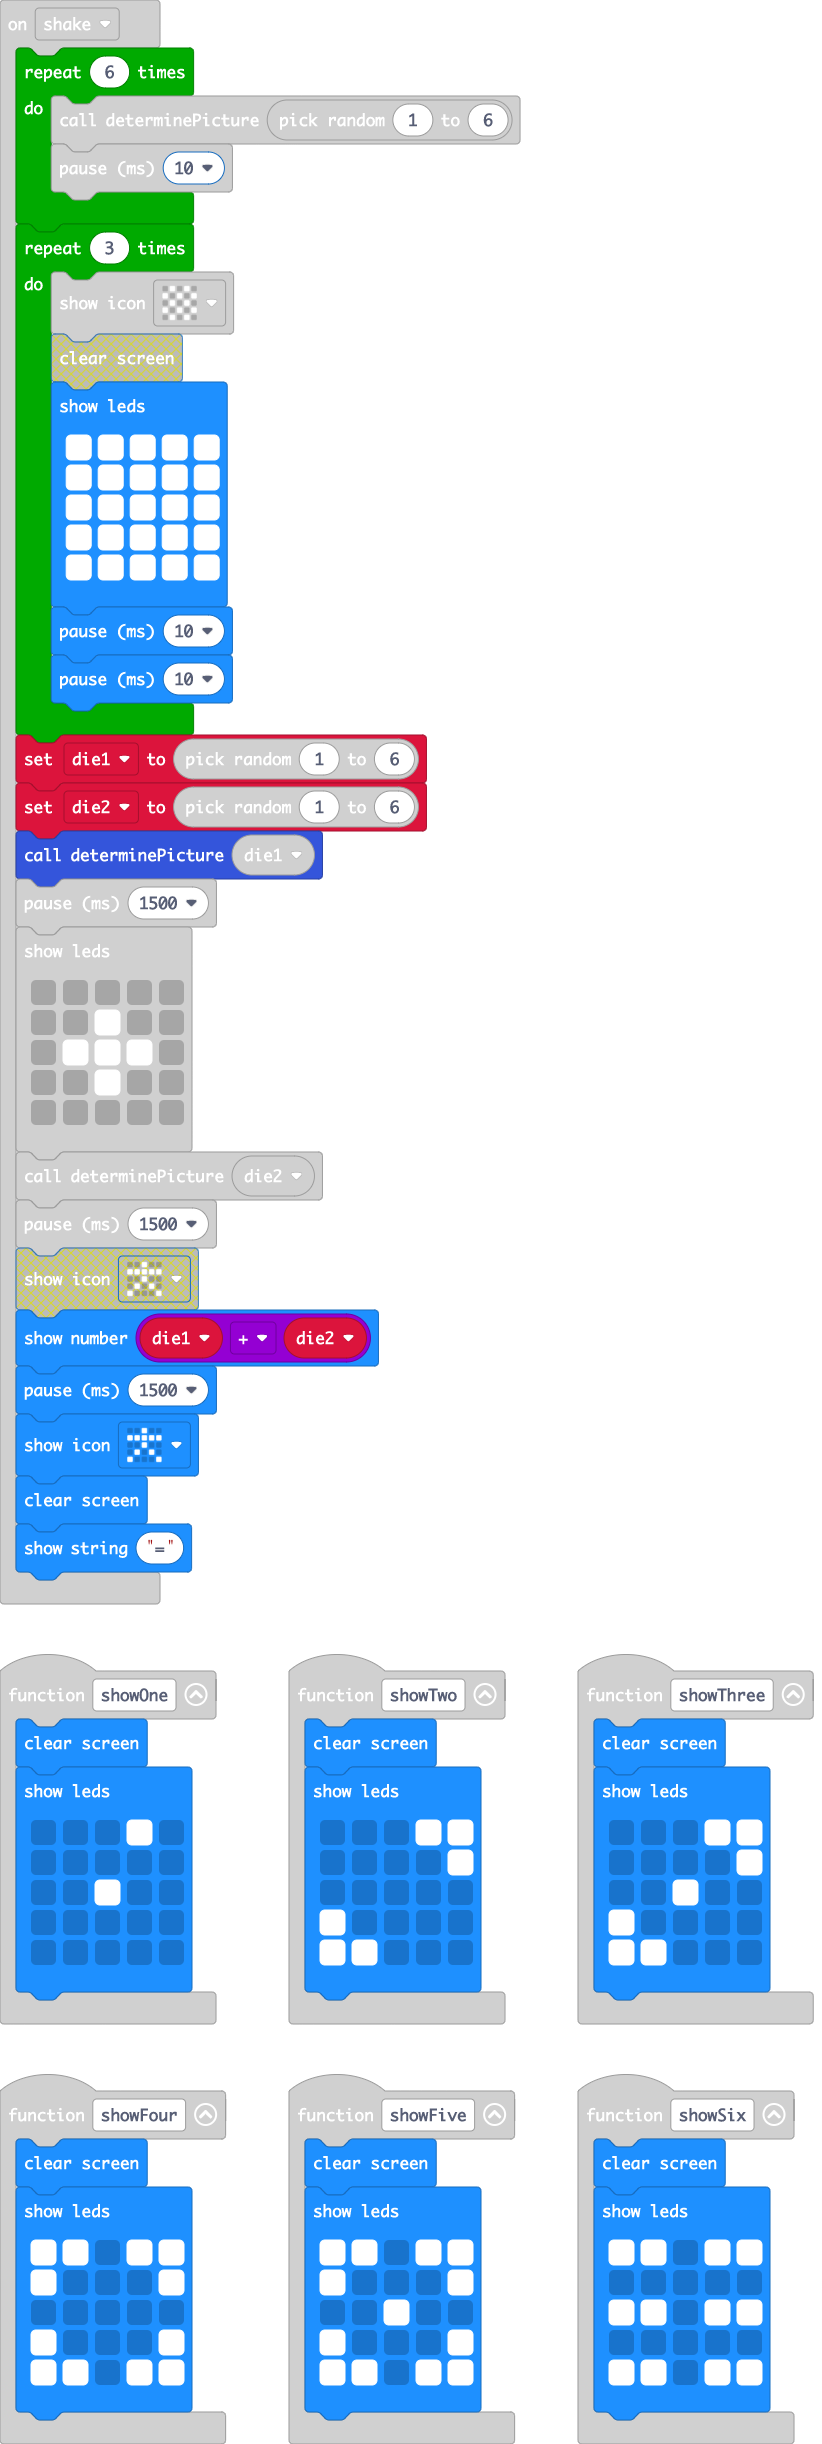 on shake
repeat 6 times
do
call determinePicture pick random 1 to 6
pause (ms) 10
repeat 3 times
do
show icon
clear screen
show leds
pause (ms) 10
pause (ms) 10
set die1 to pick random 1 to 6
set die2 to pick random 1 to 6
call determinePicture die1
pause (ms) 1500
show leds
call determinePicture die2
pause (ms) 1500
show icon
show number die1 + die2
pause (ms) 1500
show icon
clear screen
show string "="
function showOne
clear screen
show leds
function showTwo
clear screen
show leds
function showThree
clear screen
show leds
function showFour
clear screen
show leds
function showFive
clear screen
show leds
function showSix
clear screen
show leds